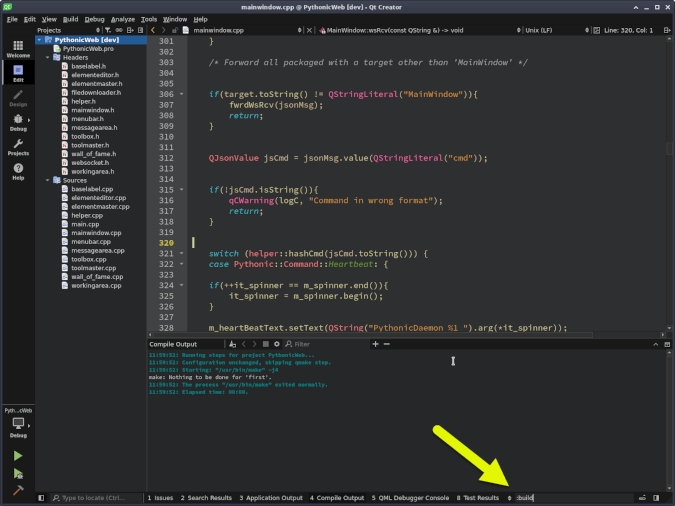 mainwindow.cpp @ PythonicWeb [dev] - Qt Creator
File Edit View Build Debug Analyze Tools Window Help
Projects
mainwindow.cpp
MainWindow::wsRcv(const QString &) -> void
Unix (LF)
Line: 320, Col: 1
Welcome
Edit
Design
Debug
Projects
Help
PythonicWeb [dev]
PythonicWeb.pro
Headers
baselabel.h
elementeditor.h
elementmaster.h
filedownloader.h
helper.h
mainwindow.h
menubar.h
messagearea.h
toolbox.h
toolmaster.h
wall_of_fame.h
websocket.h
workingarea.h
Sources
baselabel.cpp
elementeditor.cpp
elementmaster.cpp
helper.cpp
main.cpp
mainwindow.cpp
menubar.cpp
messagearea.cpp
toolbox.cpp
toolmaster.cpp
wall_of_fame.cpp
workingarea.cpp
301 }
302
303 /* Forward all packaged with a target other than 'MainWindow' */
304
305
306 if(target.toString() != QStringLiteral("MainWindow")){
307 fwrdWsRcv(jsonMsg);
308 return;
309 }
310
311
312 QJsonValue jsCmd = jsonMsg.value(QStringLiteral("cmd"));
313
314
315 if(!jsCmd.isString()){
316 qCWarning(logC, "Command in wrong format");
317 return;
318 }
319
320
321 switch (helper::hashCmd(jsCmd.toString())) {
322 case Pythonic::Command::Heartbeat: {
323
324 if(++it_spinner == m_spinner.end()){
325 it_spinner = m_spinner.begin();
326 }
327
328 m_heartBeatText.setText(QString("PythonicDaemon %1 ").arg(*it_spinner));
Compile Output
Filter
11:59:52: Running steps for project PythonicWeb...
11:59:52: Configuration unchanged, skipping qmake step.
11:59:52: Starting: "/usr/bin/make" -j4
make: Nothing to be done for 'first'.
11:59:52: The process "/usr/bin/make" exited normally.
11:59:52: Elapsed time: 00:00.
Pyth...cWeb
Debug
Type to locate (Ctrl...
1 Issues
2 Search Results
3 Application Output
4 Compile Output
5 QML Debugger Console
8 Test Results
:build